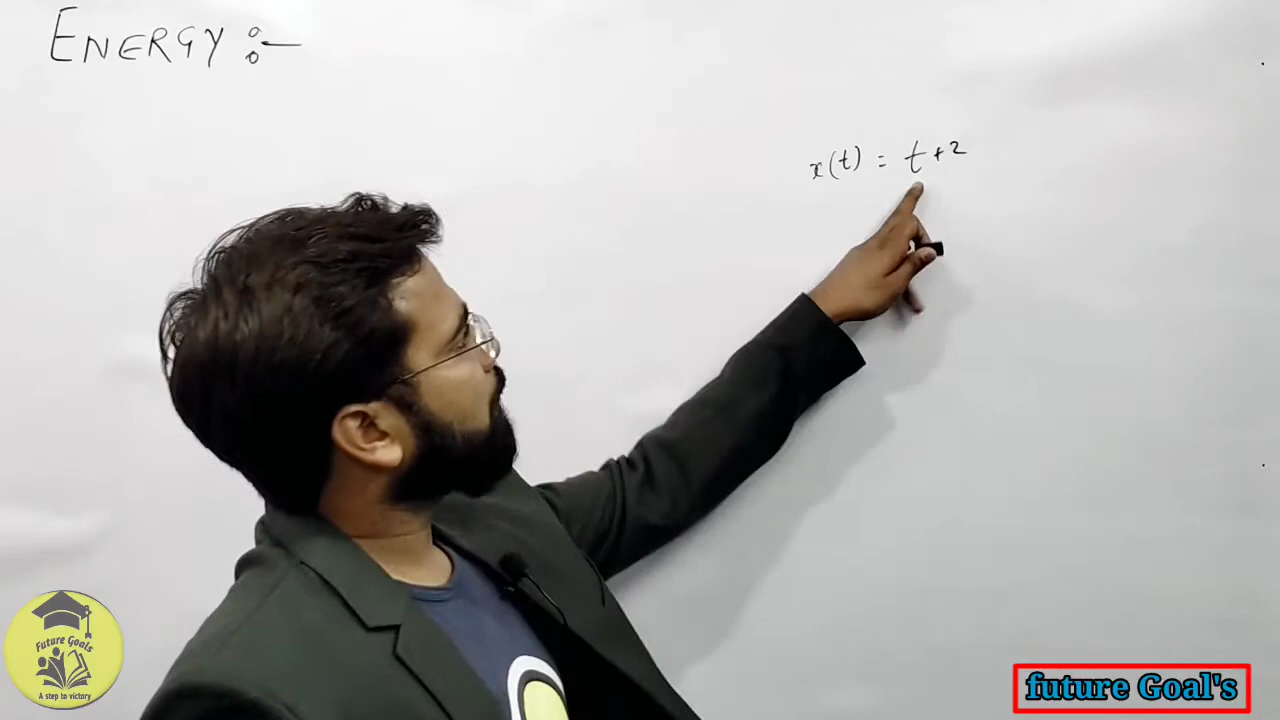 ENERGY :-
x(t) = t+2
Future Goals
A step to victory
future Goal's